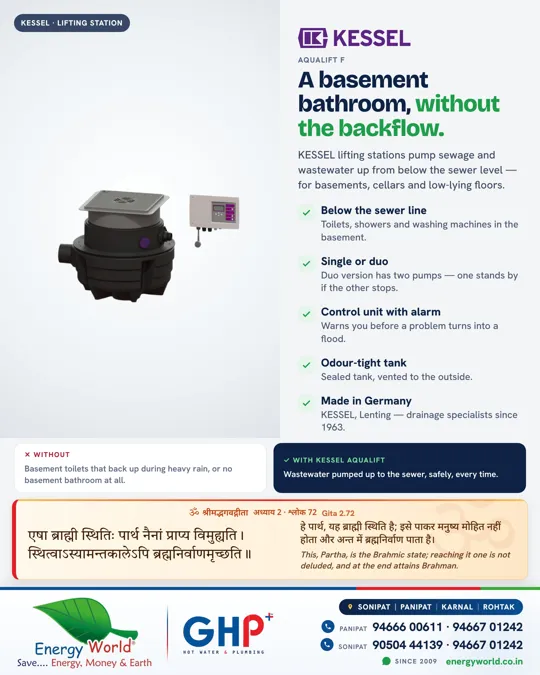 KESSEL · LIFTING STATION
KESSEL
AQUALIFT F
A basement
bathroom, without
the backflow.
KESSEL lifting stations pump sewage and
wastewater up from below the sewer level —
for basements, cellars and low-lying floors.
✓ Below the sewer line
Toilets, showers and washing machines in the
basement.
✓ Single or duo
Duo version has two pumps — one stands by
if the other stops.
✓ Control unit with alarm
Warns you before a problem turns into a
flood.
✓ Odour-tight tank
Sealed tank, vented to the outside.
✓ Made in Germany
KESSEL, Lenting — drainage specialists since
1963.
✕ WITHOUT
Basement toilets that back up during heavy rain, or no
basement bathroom at all.
✓ WITH KESSEL AQUALIFT
Wastewater pumped up to the sewer, safely, every time.
ॐ श्रीमद्भगवद्गीता अध्याय 2 · श्लोक 72 Gita 2.72
एषा ब्राह्मी स्थितिः पार्थ नैनां प्राप्य विमुह्यति।
स्थित्वाऽस्यामन्तकालेऽपि ब्रह्मनिर्वाणमृच्छति॥
हे पार्थ, यह ब्राह्मी स्थिति है; इसे पाकर मनुष्य मोहित नहीं
होता और अन्त में ब्रह्मनिर्वाण पाता है।
This, Partha, is the Brahmic state; reaching it one is not
deluded, and at the end attains Brahman.
Energy World®
Save.... Energy, Money & Earth
GHP+
HOT WATER & PLUMBING
SONIPAT | PANIPAT | KARNAL | ROHTAK
PANIPAT 94666 00611 · 94667 01242
SONIPAT 90504 44139 · 94667 01242
SINCE 2009 energyworld.co.in